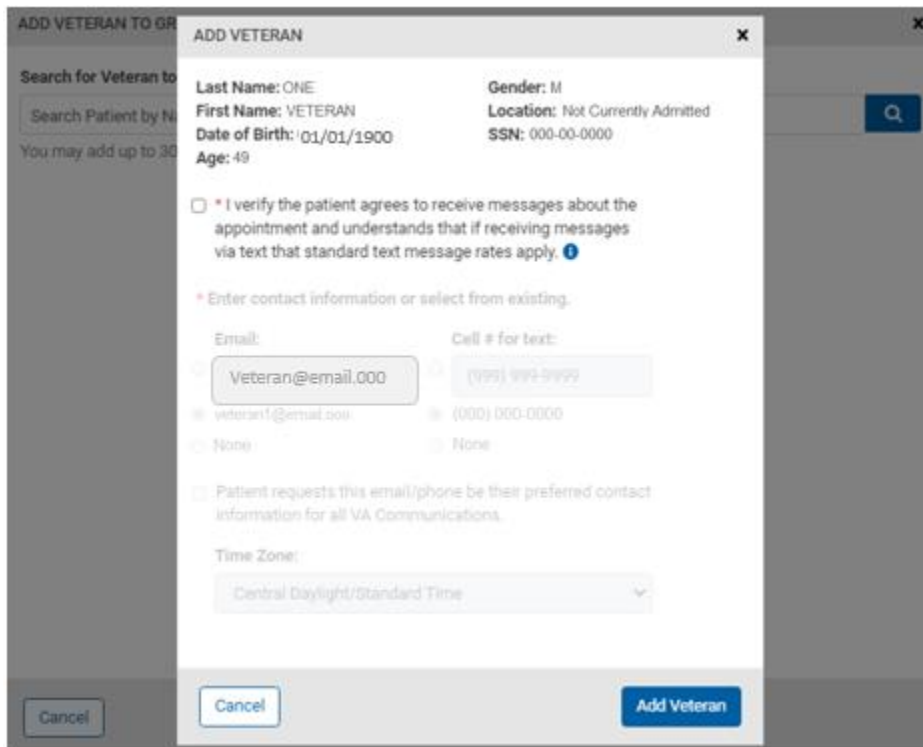 ADD VETERAN TO GR
Search for Veteran to
Search Patient by Na
You may add up to 30
Cancel
ADD VETERAN
Last Name: ONE
First Name: VETERAN
Date of Birth: 01/01/1900
Age: 49
Gender: M
Location: Not Currently Admitted
SSN: 000-00-0000
* I verify the patient agrees to receive messages about the
appointment and understands that if receiving messages
via text that standard text message rates apply.
* Enter contact information or select from existing.
Email:
Veteran@email.000
veteran1@email.ooo
None
Cell # for text:
(999) 999-9999
(000) 000-0000
None
Patient requests this email/phone be their preferred contact
information for all VA Communications.
Time Zone:
Central Daylight/Standard Time
Cancel
Add Veteran